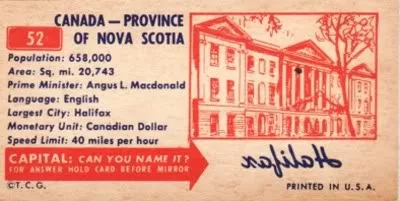 52
CANADA — PROVINCE
OF NOVA SCOTIA
Population: 658,000
Area: Sq. mi. 20,743
Prime Minister: Angus L. Macdonald
Language: English
Largest City: Halifax
Monetary Unit: Canadian Dollar
Speed Limit: 40 miles per hour
CAPITAL: CAN YOU NAME IT?
FOR ANSWER HOLD CARD BEFORE MIRROR
Halifax
©T.C.G.
PRINTED IN U.S.A.